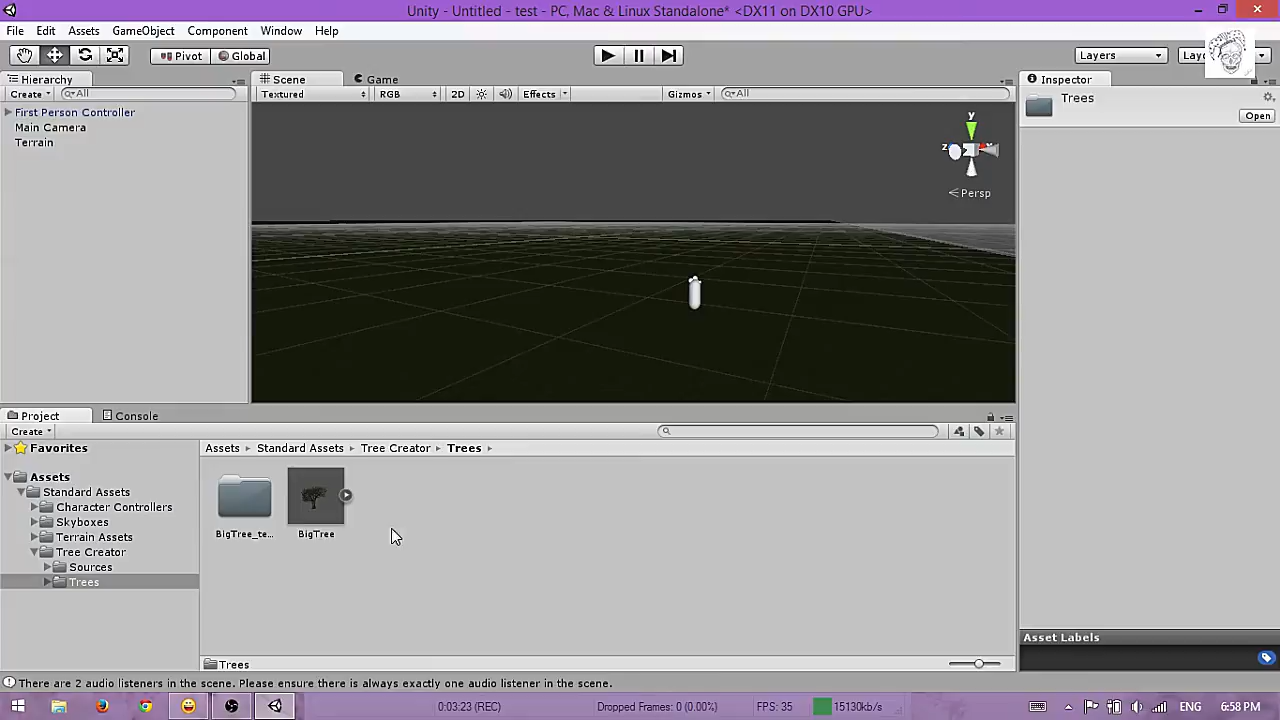 Unity - Untitled - test - PC, Mac & Linux Standalone* <DX11 on DX10 GPU>
File Edit Assets GameObject Component Window Help
Pivot Global Layers
Hierarchy Scene Game Inspector
Create All Textured RGB 2D Effects Gizmos All
Trees
Open
First Person Controller
Main Camera
Terrain
y
z
Persp
Project Console
Create
Favorites
Assets Standard Assets Tree Creator Trees
Assets
Standard Assets
Character Controllers
Skyboxes
Terrain Assets
Tree Creator
Sources
Trees
BigTree_te... BigTree
Asset Labels
Trees
There are 2 audio listeners in the scene. Please ensure there is always exactly one audio listener in the scene.
0:03:23 (REC) Dropped Frames: 0 (0.00%) FPS: 35 15130kb/s ENG 6:58 PM